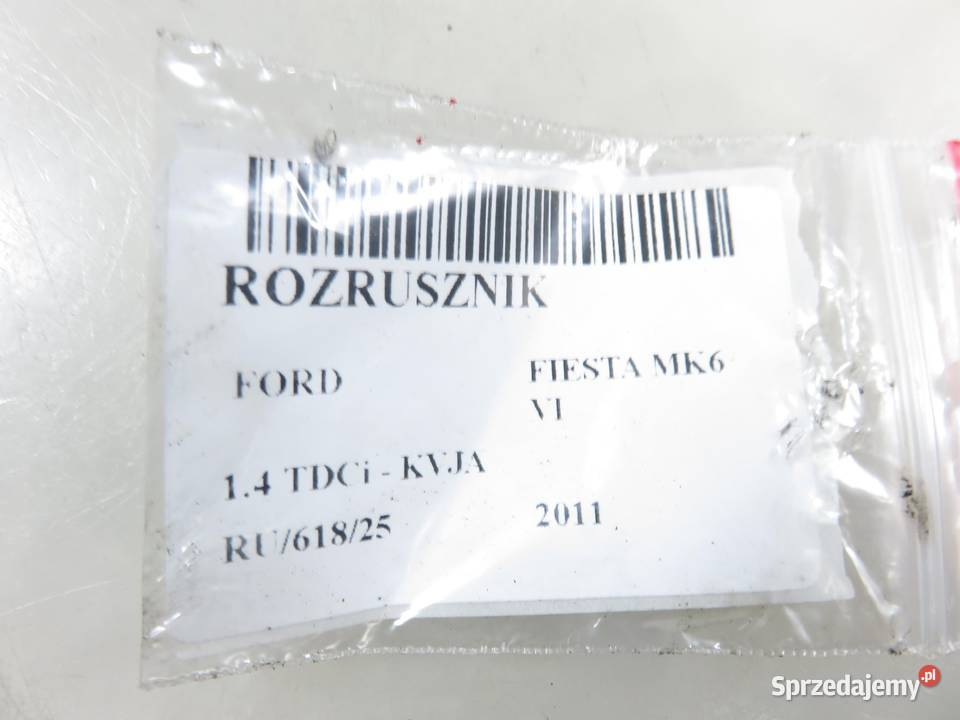 ROZRUSZNIK
FORD FIESTA MK6
VI
1.4 TDCi - KVJA
RU/618/25 2011
Sprzedajemy.pl